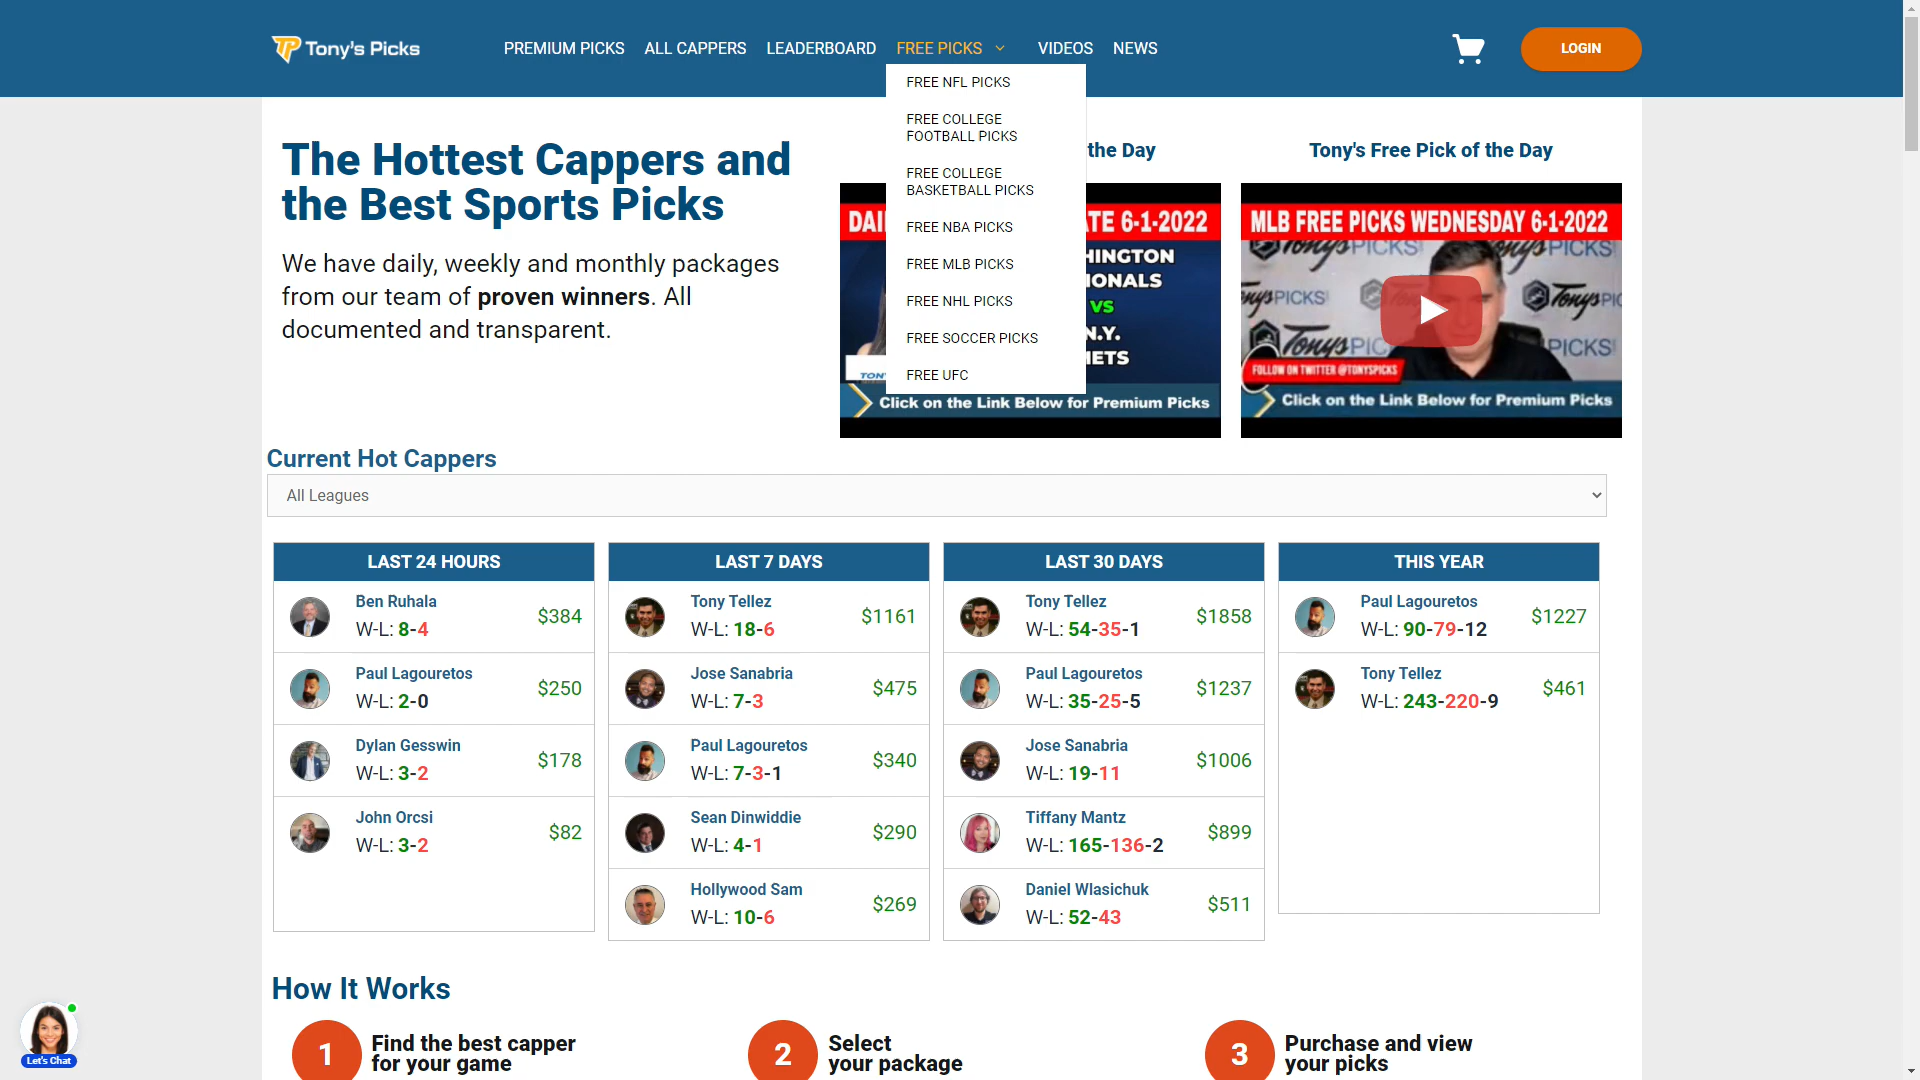 Tony's Picks
PREMIUM PICKS
ALL CAPPERS
LEADERBOARD
FREE PICKS
VIDEOS
NEWS
LOGIN
FREE NFL PICKS
FREE COLLEGE
FOOTBALL PICKS
FREE COLLEGE
BASKETBALL PICKS
FREE NBA PICKS
FREE MLB PICKS
FREE NHL PICKS
FREE SOCCER PICKS
FREE UFC
The Hottest Cappers and
the Best Sports Picks
We have daily, weekly and monthly packages
from our team of proven winners. All
documented and transparent.
the Day
TE 6-1-2022
VS
N.Y.
Click on the Link Below for Premium Picks
Tony's Free Pick of the Day
MLB FREE PICKS WEDNESDAY 6-1-2022
FOLLOW ON TWITTER @TONYSPICKS
Click on the Link Below for Premium Picks
Current Hot Cappers
All Leagues
LAST 24 HOURS
Ben Ruhala
W-L: 8-4
$384
Paul Lagouretos
W-L: 2-0
$250
Dylan Gesswin
W-L: 3-2
$178
John Orcsi
W-L: 3-2
$82
LAST 7 DAYS
Tony Tellez
W-L: 18-6
$1161
Jose Sanabria
W-L: 7-3
$475
Paul Lagouretos
W-L: 7-3-1
$340
Sean Dinwiddie
W-L: 4-1
$290
Hollywood Sam
W-L: 10-6
$269
LAST 30 DAYS
Tony Tellez
W-L: 54-35-1
$1858
Paul Lagouretos
W-L: 35-25-5
$1237
Jose Sanabria
W-L: 19-11
$1006
Tiffany Mantz
W-L: 165-136-2
$899
Daniel Wlasichuk
W-L: 52-43
$511
THIS YEAR
Paul Lagouretos
W-L: 90-79-12
$1227
Tony Tellez
W-L: 243-220-9
$461
How It Works
1
Find the best capper
for your game
2
Select
your package
3
Purchase and view
your picks
Let's Chat